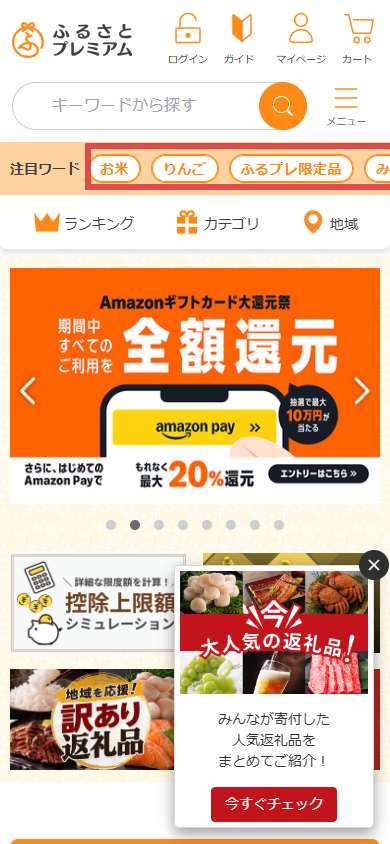 ふるさと
プレミアム
ログイン
ガイド
マイページ
カート
キーワードから探す
メニュー
注目ワード
お米
りんご
ふるプレ限定品
み
ランキング
カテゴリ
地域
Amazonギフトカード大還元祭
期間中
すべての
ご利用を
全額還元
amazon pay >>
抽選で最大
10万円が
当たる
さらに、はじめての
Amazon Payで
もれなく
最大
20%還元
エントリーはこちら »
\ 詳細な限度額を計算! /
控除上限額
シミュレーション
地域を応援!
訳あり
返礼品
今
大人気の返礼品!
みんなが寄付した
人気返礼品を
まとめてご紹介!
今すぐチェック